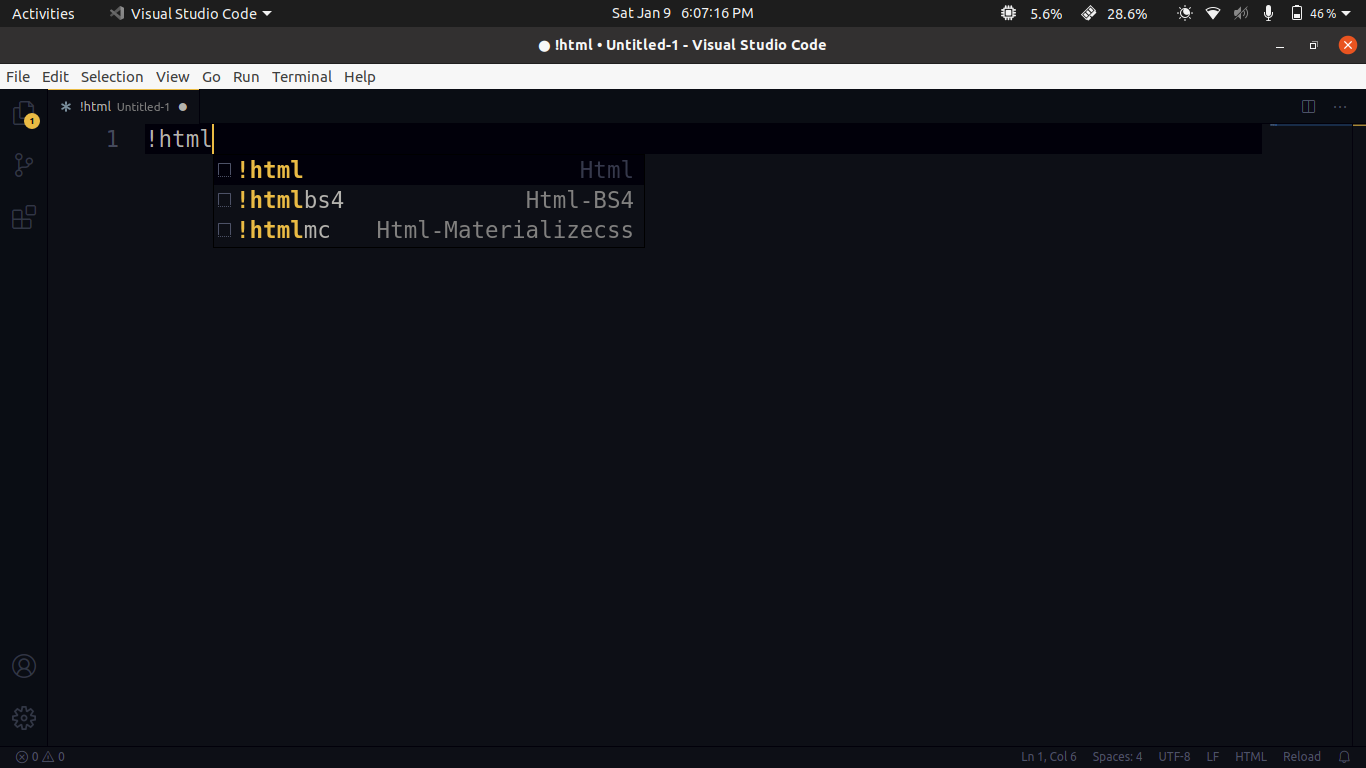 Activities Visual Studio Code Sat Jan 9 6:07:16 PM 5.6% 28.6% 46%
!html • Untitled-1 - Visual Studio Code
File Edit Selection View Go Run Terminal Help
!html Untitled-1
1
1 !html
!html Html
!htmlbs4 Html-BS4
!htmlmc Html-Materializecss
0 0 Ln 1, Col 6 Spaces: 4 UTF-8 LF HTML Reload